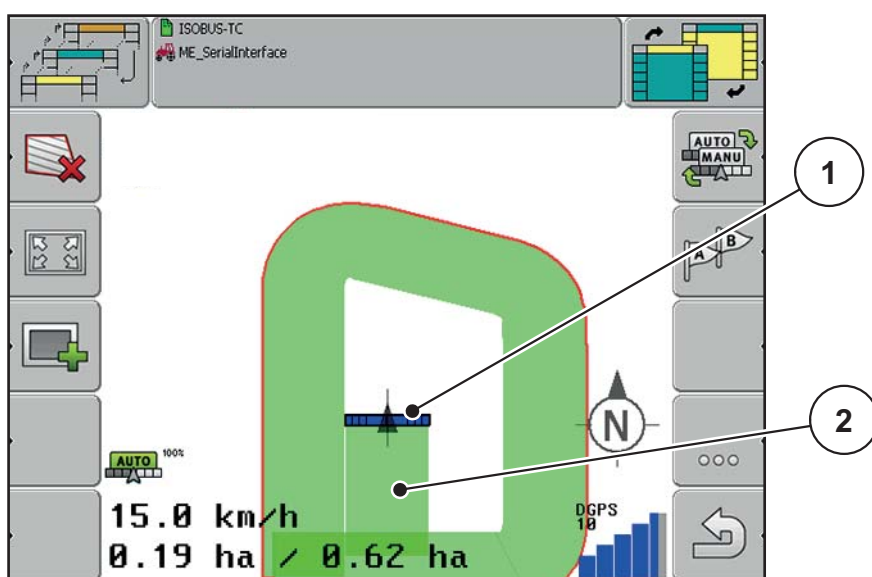 ISOBUS-TC
ME_SerialInterface
AUTO
MANU
1
A B
N
2
AUTO 100%
15.0 km/h
DGPS
10
0.19 ha / 0.62 ha